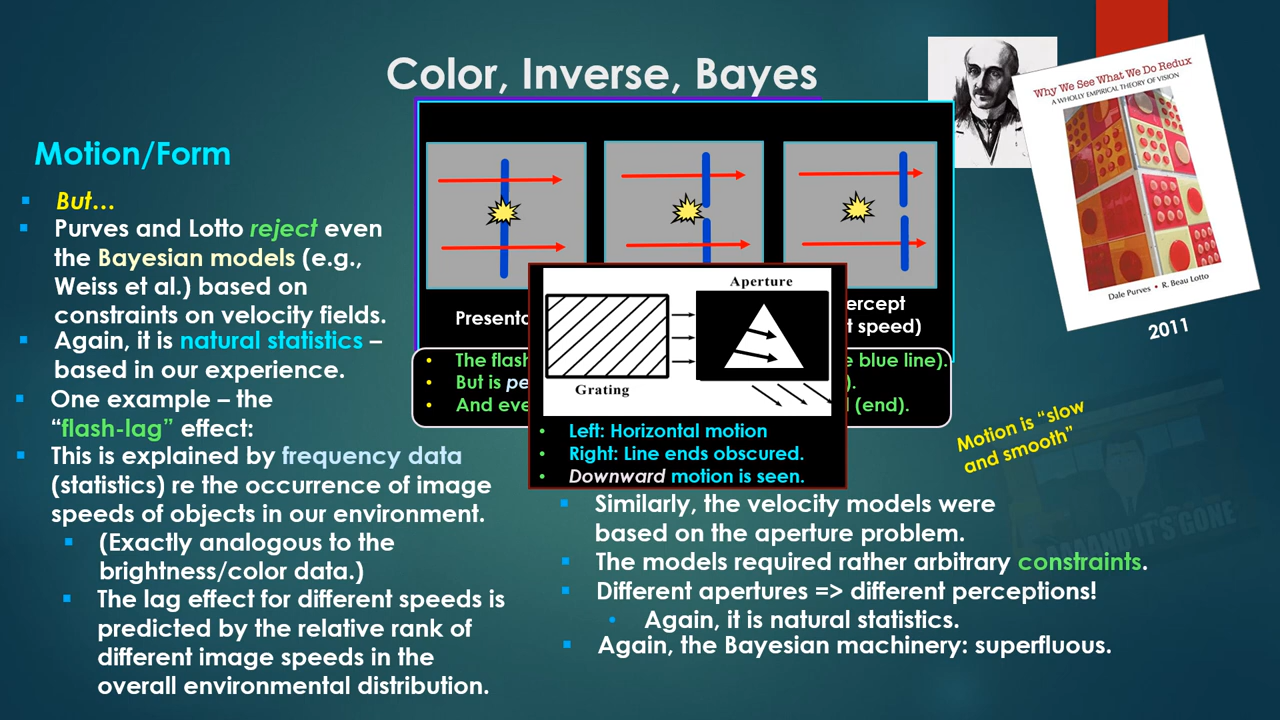 Color, Inverse, Bayes
Motion/Form
But…
Purves and Lotto reject even
the Bayesian models (e.g.,
Weiss et al.) based on
constraints on velocity fields.
Again, it is natural statistics –
based in our experience.
One example – the
“flash-lag” effect:
This is explained by frequency data
(statistics) re the occurrence of image
speeds of objects in our environment.
(Exactly analogous to the
brightness/color data.)
The lag effect for different speeds is
predicted by the relative rank of
different image speeds in the
overall environmental distribution.
The flash
But is
And
e blue line).
).
(end).
t speed)
Aperture
Grating
Left: Horizontal motion
Right: Line ends obscured.
Downward motion is seen.
Why We See What We Do Redux
A WHOLLY EMPIRICAL THEORY OF VISION
Dale Purves • R. Beau Lotto
2011
Motion is “slow
and smooth”
AND IT'S GONE
Similarly, the velocity models were
based on the aperture problem.
The models required rather arbitrary constraints.
Different apertures => different perceptions!
Again, it is natural statistics.
Again, the Bayesian machinery: superfluous.